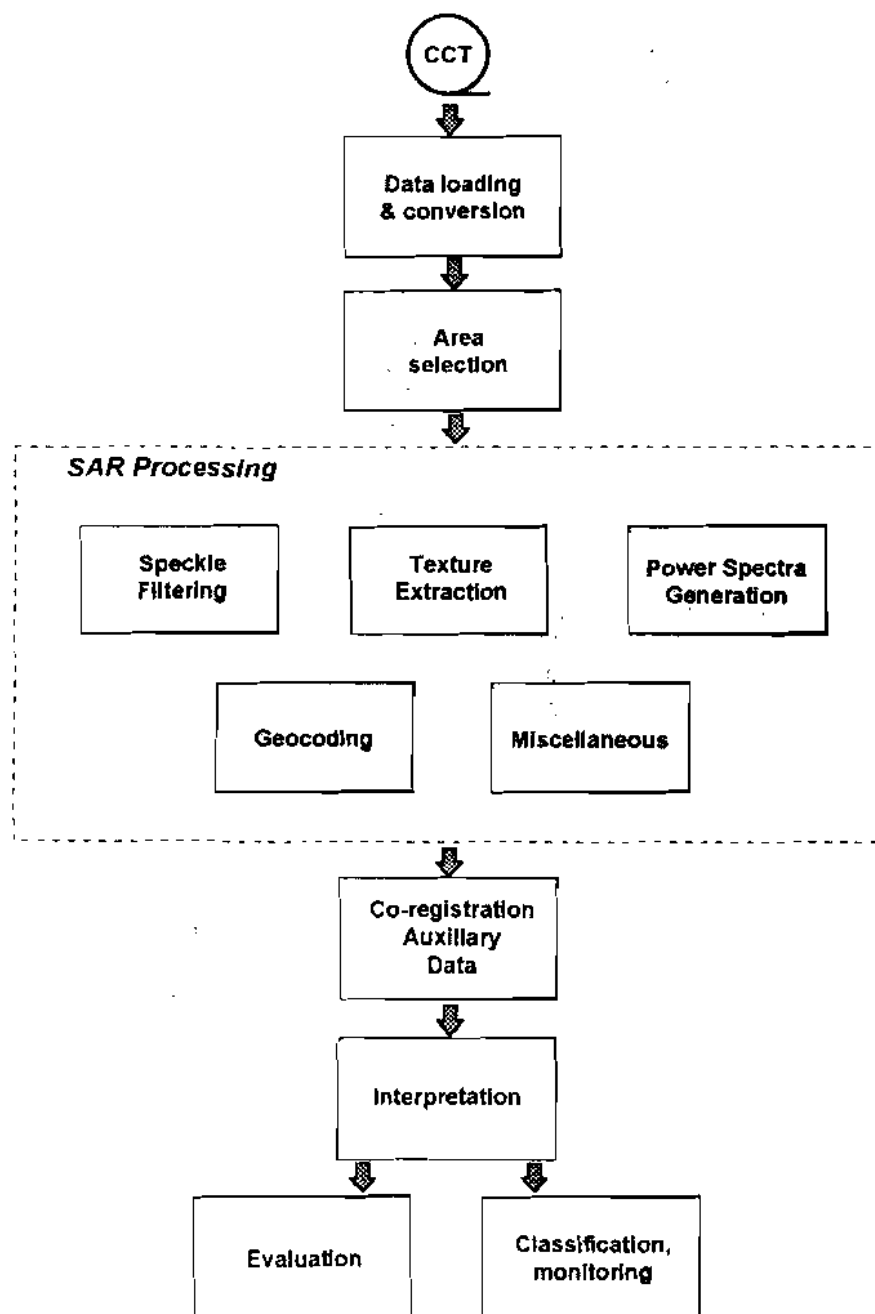 CCT
Data loading
& conversion
Area
selection
SAR Processing
Speckle
Filtering
Texture
Extraction
Power Spectra
Generation
Geocoding
Miscellaneous
Co-registration
Auxillary
Data
Interpretation
Evaluation
Classification,
monitoring